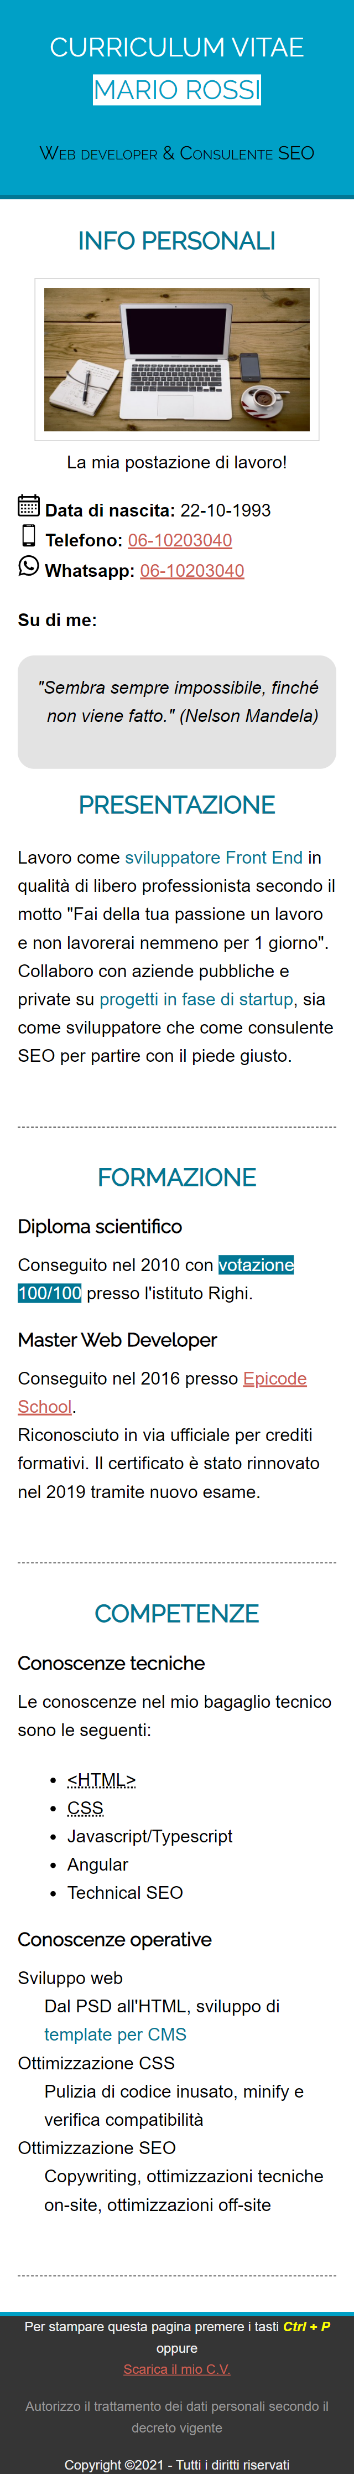 CURRICULUM VITAE
MARIO ROSSI
WEB DEVELOPER & CONSULENTE SEO
INFO PERSONALI
La mia postazione di lavoro!
Data di nascita: 22-10-1993
Telefono: 06-10203040
Whatsapp: 06-10203040
Su di me:
"Sembra sempre impossibile, finché
non viene fatto." (Nelson Mandela)
PRESENTAZIONE
Lavoro come sviluppatore Front End in
qualità di libero professionista secondo il
motto "Fai della tua passione un lavoro
e non lavorerai nemmeno per 1 giorno".
Collaboro con aziende pubbliche e
private su progetti in fase di startup, sia
come sviluppatore che come consulente
SEO per partire con il piede giusto.
FORMAZIONE
Diploma scientifico
Conseguito nel 2010 con votazione
100/100 presso l'istituto Righi.
Master Web Developer
Conseguito nel 2016 presso Epicode
School.
Riconosciuto in via ufficiale per crediti
formativi. Il certificato è stato rinnovato
nel 2019 tramite nuovo esame.
COMPETENZE
Conoscenze tecniche
Le conoscenze nel mio bagaglio tecnico
sono le seguenti:
• <HTML>
• CSS
• Javascript/Typescript
• Angular
• Technical SEO
Conoscenze operative
Sviluppo web
Dal PSD all'HTML, sviluppo di
template per CMS
Ottimizzazione CSS
Pulizia di codice inusato, minify e
verifica compatibilità
Ottimizzazione SEO
Copywriting, ottimizzazioni tecniche
on-site, ottimizzazioni off-site
Per stampare questa pagina premere i tasti Ctrl + P
oppure
Scarica il mio C.V.
Autorizzo il trattamento dei dati personali secondo il
decreto vigente
Copyright ©2021 - Tutti i diritti riservati